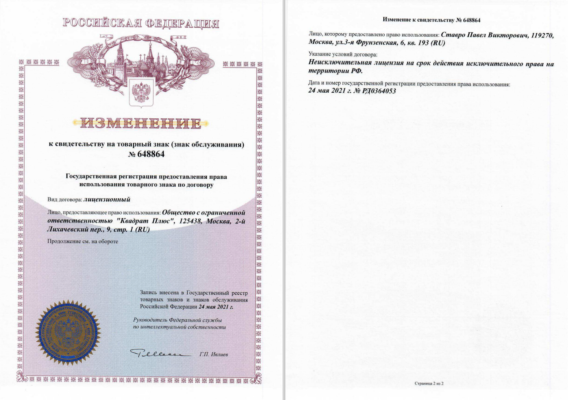 РОССИЙСКАЯ ФЕДЕРАЦИЯ
ИЗМЕНЕНИЕ
к свидетельству на товарный знак (знак обслуживания)
№ 648864
Государственная регистрация предоставления права
использования товарного знака по договору
Вид договора: лицензионный
Лицо, предоставляющее право использования: Общество с ограниченной
ответственностью "Квадрат Плюс", 125438, Москва, 2-й
Лихачевский пер., 9, стр. 1 (RU)
Продолжение см. на обороте
Запись внесена в Государственный реестр
товарных знаков и знаков обслуживания
Российской Федерации 24 мая 2021 г.
Руководитель Федеральной службы
по интеллектуальной собственности
Г.П. Ивлиев
Изменение к свидетельству № 648864
Лицо, которому предоставлено право использования: Ставро Павел Викторович, 119270,
Москва, ул.3-я Фрунзенская, 6, кв. 193 (RU)
Указание условий договора:
Неисключительная лицензия на срок действия исключительного права на
территории РФ.
Дата и номер государственной регистрации предоставления права использования:
24 мая 2021 г. № РД0364053
Страница 2 из 2